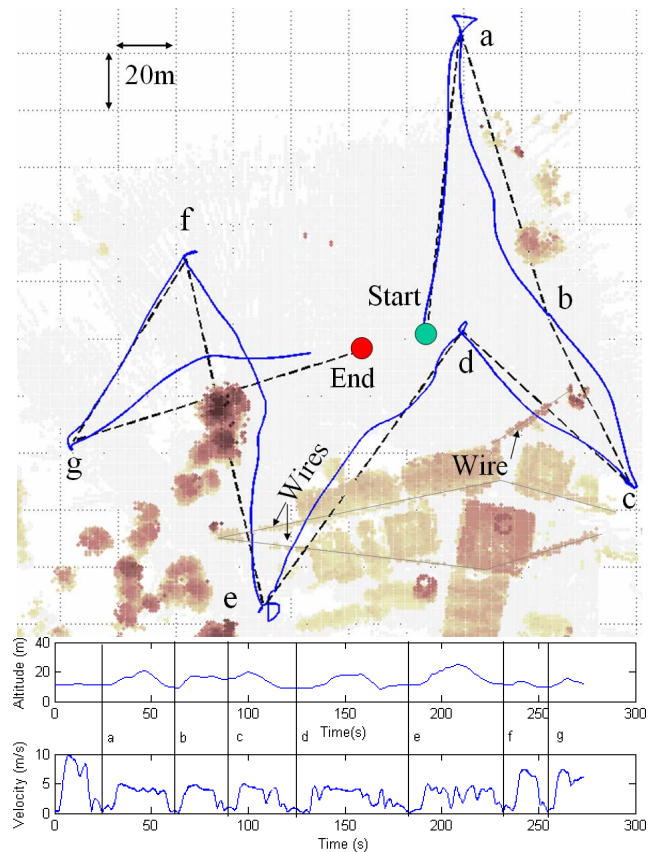 a
20m
f
b
Start
d
End
g
Wires
Wire
c
e
Altitude (m)
40
20
0
0 50 100 150 200 250 300
Time(s)
a b c d e f g
Velocity (m/s)
10
5
0
0 50 100 150 200 250 300
Time (s)